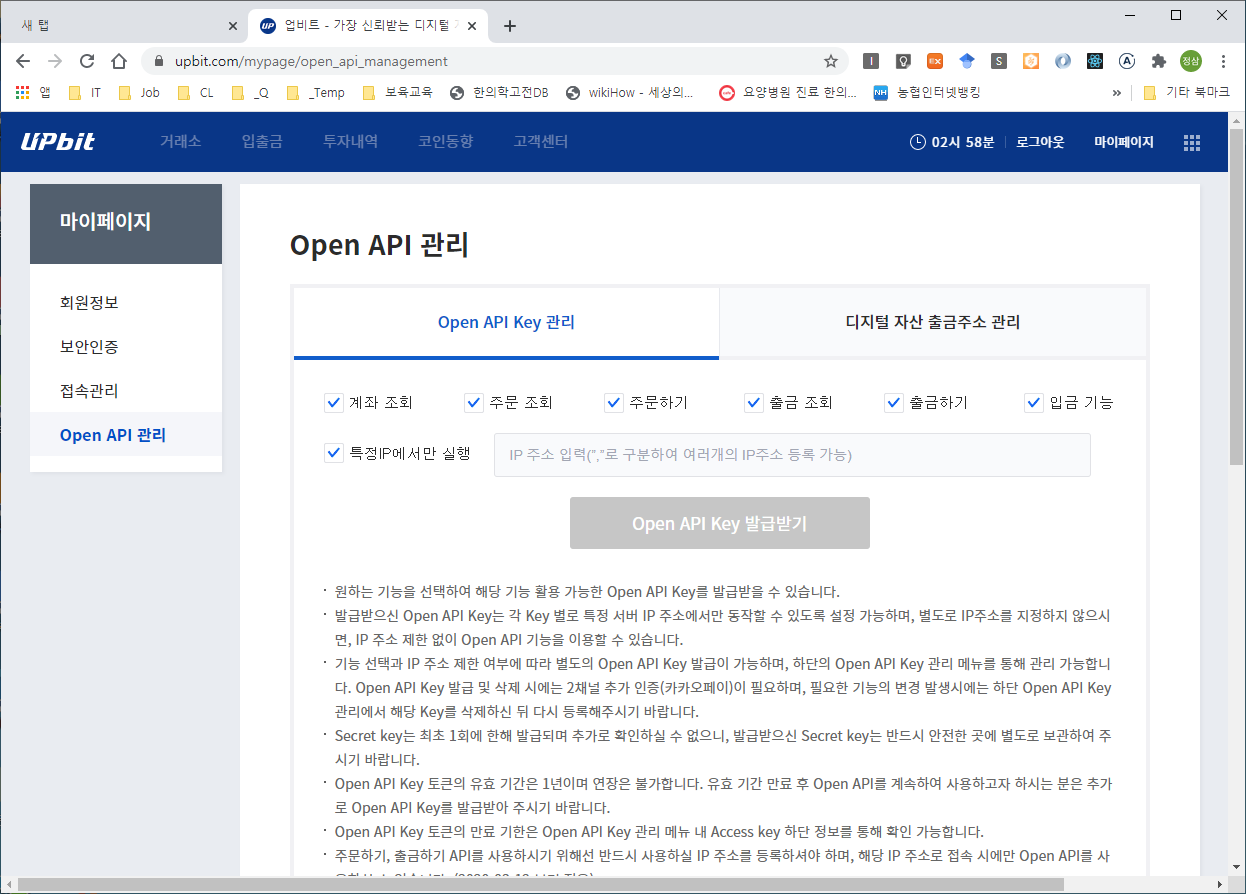 새 탭
업비트 - 가장 신뢰받는 디지털
upbit.com/mypage/open_api_management
정삼
앱 IT Job CL _Q _Temp 보육교육 한의학고전DB wikiHow - 세상의... 요양병원 진료 한의... NH 농협인터넷뱅킹 » 기타 북마크
UPbit 거래소 입출금 투자내역 코인동향 고객센터 02시 58분 로그아웃 마이페이지
마이페이지
회원정보
보안인증
접속관리
Open API 관리
Open API 관리
Open API Key 관리 디지털 자산 출금주소 관리
계좌 조회 주문 조회 주문하기 출금 조회 출금하기 입금 기능
특정IP에서만 실행 IP 주소 입력(”,”로 구분하여 여러개의 IP주소 등록 가능)
Open API Key 발급받기
· 원하는 기능을 선택하여 해당 기능 활용 가능한 Open API Key를 발급받을 수 있습니다.
· 발급받으신 Open API Key는 각 Key 별로 특정 서버 IP 주소에서만 동작할 수 있도록 설정 가능하며, 별도로 IP주소를 지정하지 않으시
면, IP 주소 제한 없이 Open API 기능을 이용할 수 있습니다.
· 기능 선택과 IP 주소 제한 여부에 따라 별도의 Open API Key 발급이 가능하며, 하단의 Open API Key 관리 메뉴를 통해 관리 가능합니
다. Open API Key 발급 및 삭제 시에는 2채널 추가 인증(카카오페이)이 필요하며, 필요한 기능의 변경 발생시에는 하단 Open API Key
관리에서 해당 Key를 삭제하신 뒤 다시 등록해주시기 바랍니다.
· Secret key는 최초 1회에 한해 발급되며 추가로 확인하실 수 없으니, 발급받으신 Secret key는 반드시 안전한 곳에 별도로 보관하여 주
시기 바랍니다.
· Open API Key 토큰의 유효 기간은 1년이며 연장은 불가합니다. 유효 기간 만료 후 Open API를 계속하여 사용하고자 하시는 분은 추가
로 Open API Key를 발급받아 주시기 바랍니다.
· Open API Key 토큰의 만료 기한은 Open API Key 관리 메뉴 내 Access key 하단 정보를 통해 확인 가능합니다.
· 주문하기, 출금하기 API를 사용하시기 위해선 반드시 사용하실 IP 주소를 등록하셔야 하며, 해당 IP 주소로 접속 시에만 Open API를 사